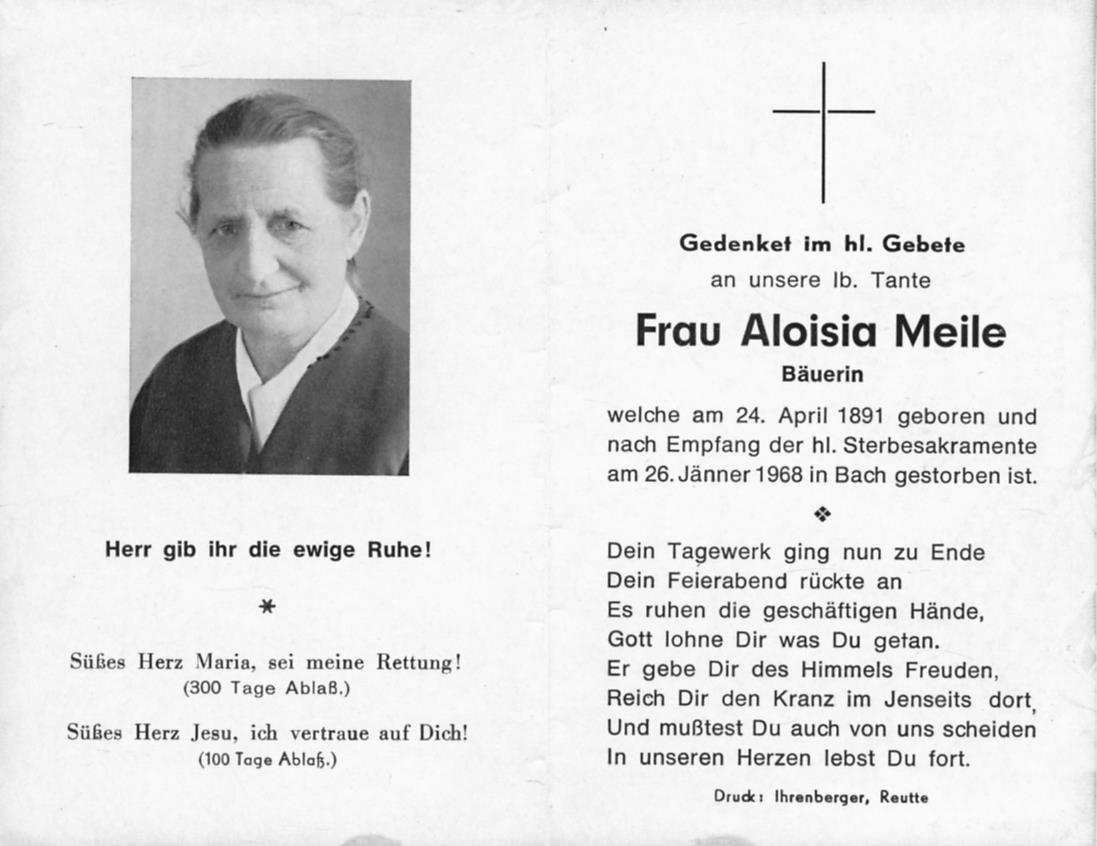 Herr gib ihr die ewige Ruhe!
*
Süßes Herz Maria, sei meine Rettung!
(300 Tage Ablaß.)
Süßes Herz Jesu, ich vertraue auf Dich!
(100 Tage Ablaß.)
Gedenket im hl. Gebete
an unsere lb. Tante
Frau Aloisia Meile
Bäuerin
welche am 24. April 1891 geboren und
nach Empfang der hl. Sterbesakramente
am 26. Jänner 1968 in Bach gestorben ist.
Dein Tagewerk ging nun zu Ende
Dein Feierabend rückte an
Es ruhen die geschäftigen Hände,
Gott lohne Dir was Du getan.
Er gebe Dir des Himmels Freuden,
Reich Dir den Kranz im Jenseits dort,
Und mußtest Du auch von uns scheiden
In unseren Herzen lebst Du fort.
Druck: Ihrenberger, Reutte